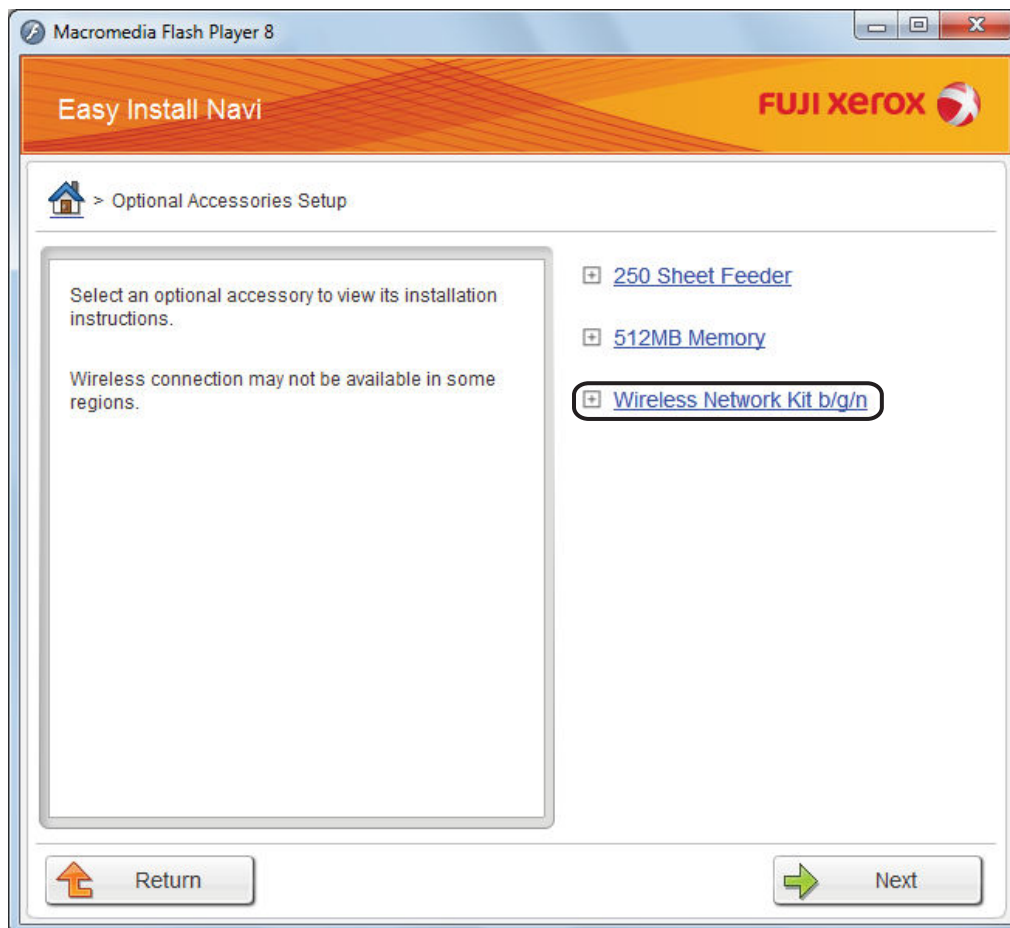 Macromedia Flash Player 8
Easy Install Navi
FUJI xerox
> Optional Accessories Setup
Select an optional accessory to view its installation
instructions.
Wireless connection may not be available in some
regions.
250 Sheet Feeder
512MB Memory
Wireless Network Kit b/g/n
Return
Next